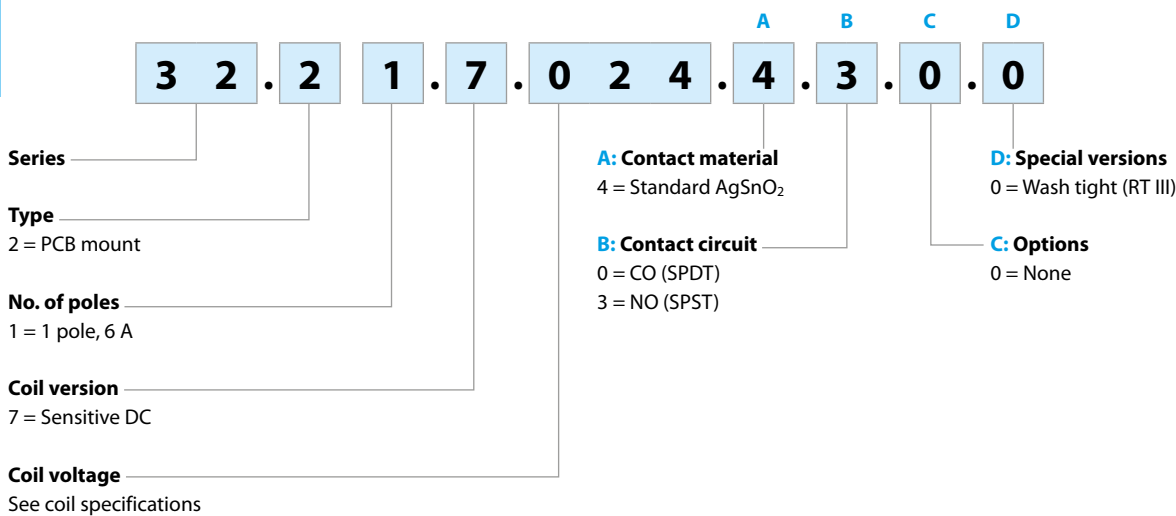 A B C D
3 2 . 2 1 . 7 . 0 2 4 . 4 . 3 . 0 . 0
Series
Type
2 = PCB mount
No. of poles
1 = 1 pole, 6 A
Coil version
7 = Sensitive DC
Coil voltage
See coil specifications
A: Contact material
4 = Standard AgSnO₂
B: Contact circuit
0 = CO (SPDT)
3 = NO (SPST)
D: Special versions
0 = Wash tight (RT III)
C: Options
0 = None